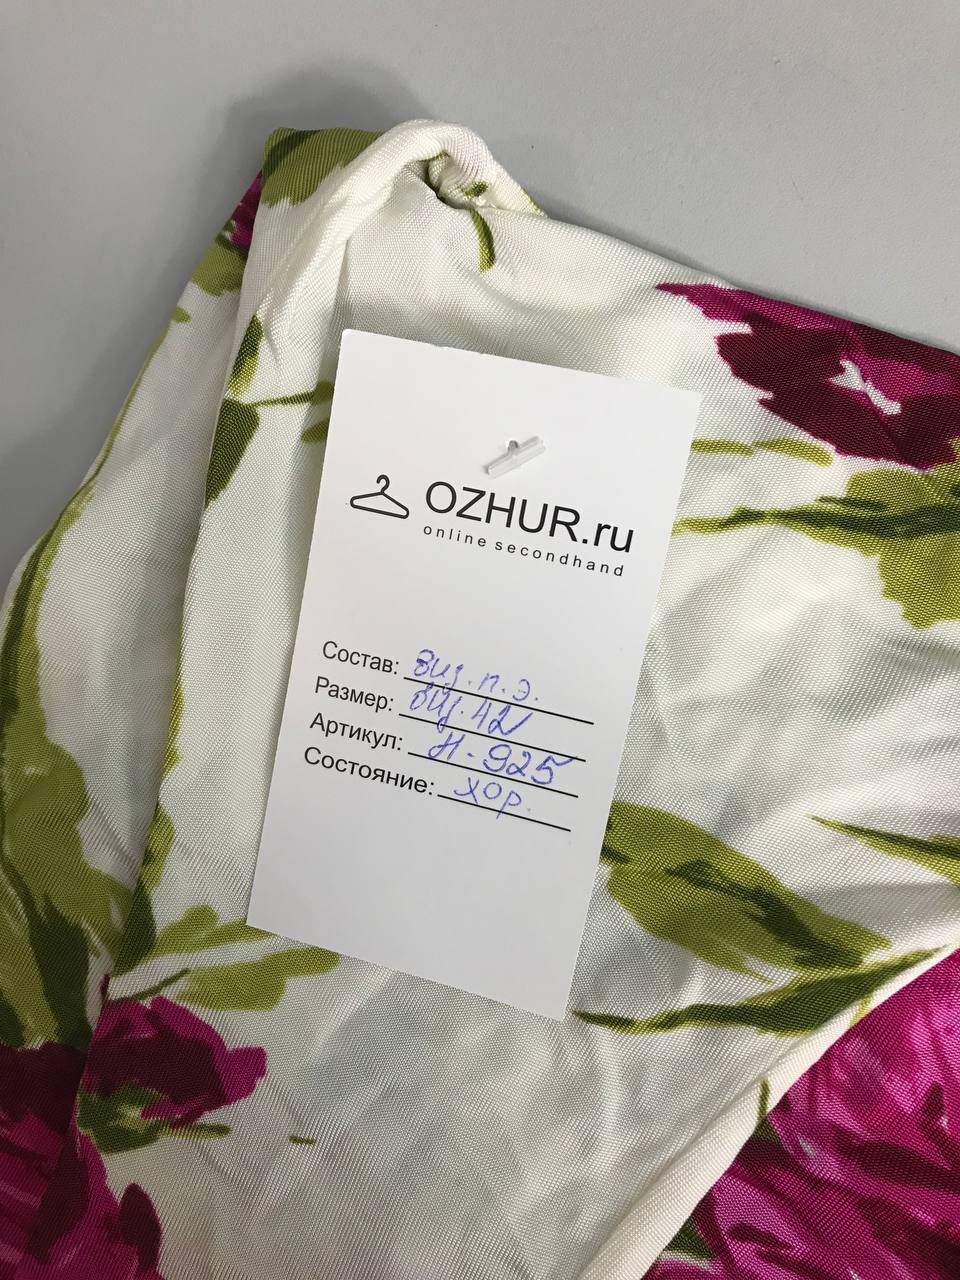 OZHUR.ru
online secondhand
Состав: виз. п.э.
Размер: виз. 42
Артикул: Н-925
Состояние: хор.